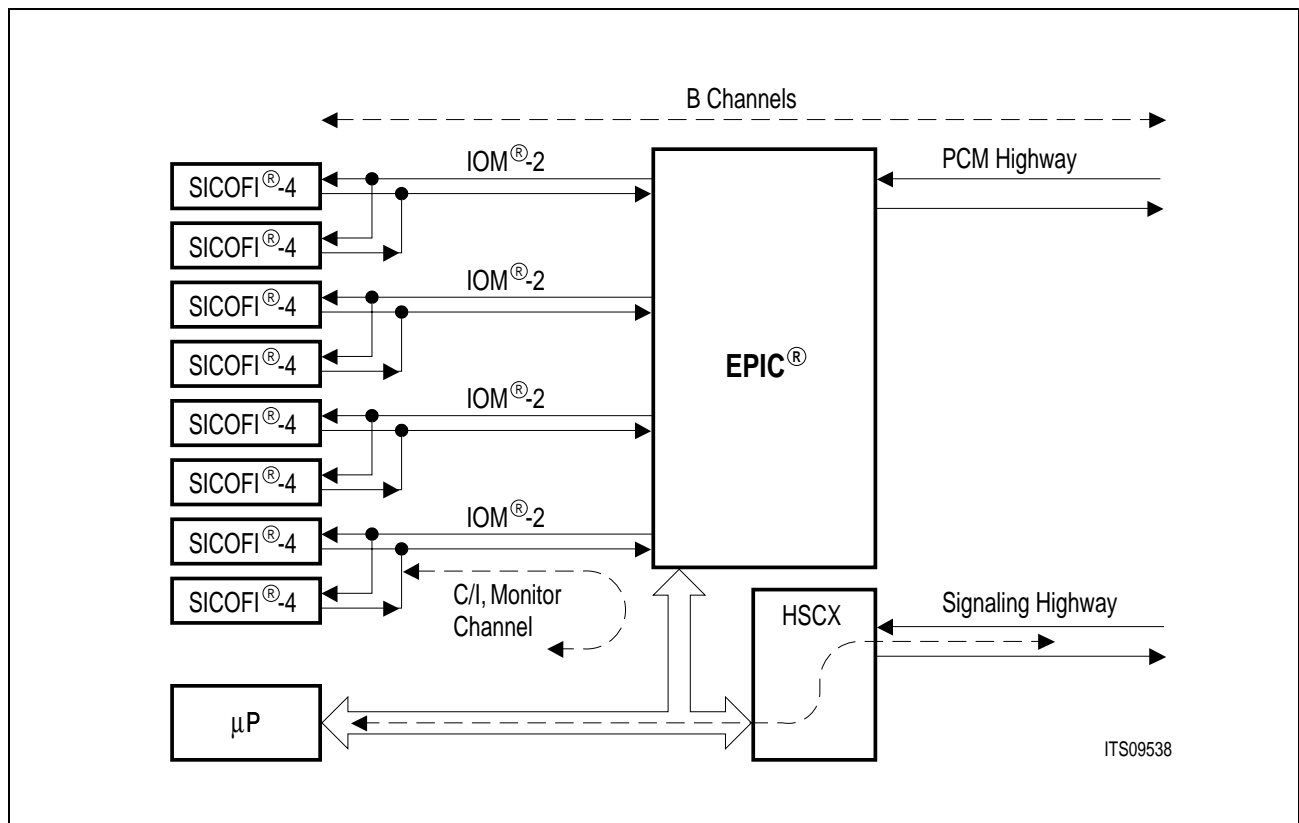 B Channels
IOM®-2
PCM Highway
SICOFI®-4
SICOFI®-4
IOM®-2
SICOFI®-4
SICOFI®-4
EPIC®
IOM®-2
SICOFI®-4
SICOFI®-4
IOM®-2
SICOFI®-4
SICOFI®-4
C/I, Monitor
Channel
HSCX
Signaling Highway
μP
ITS09538